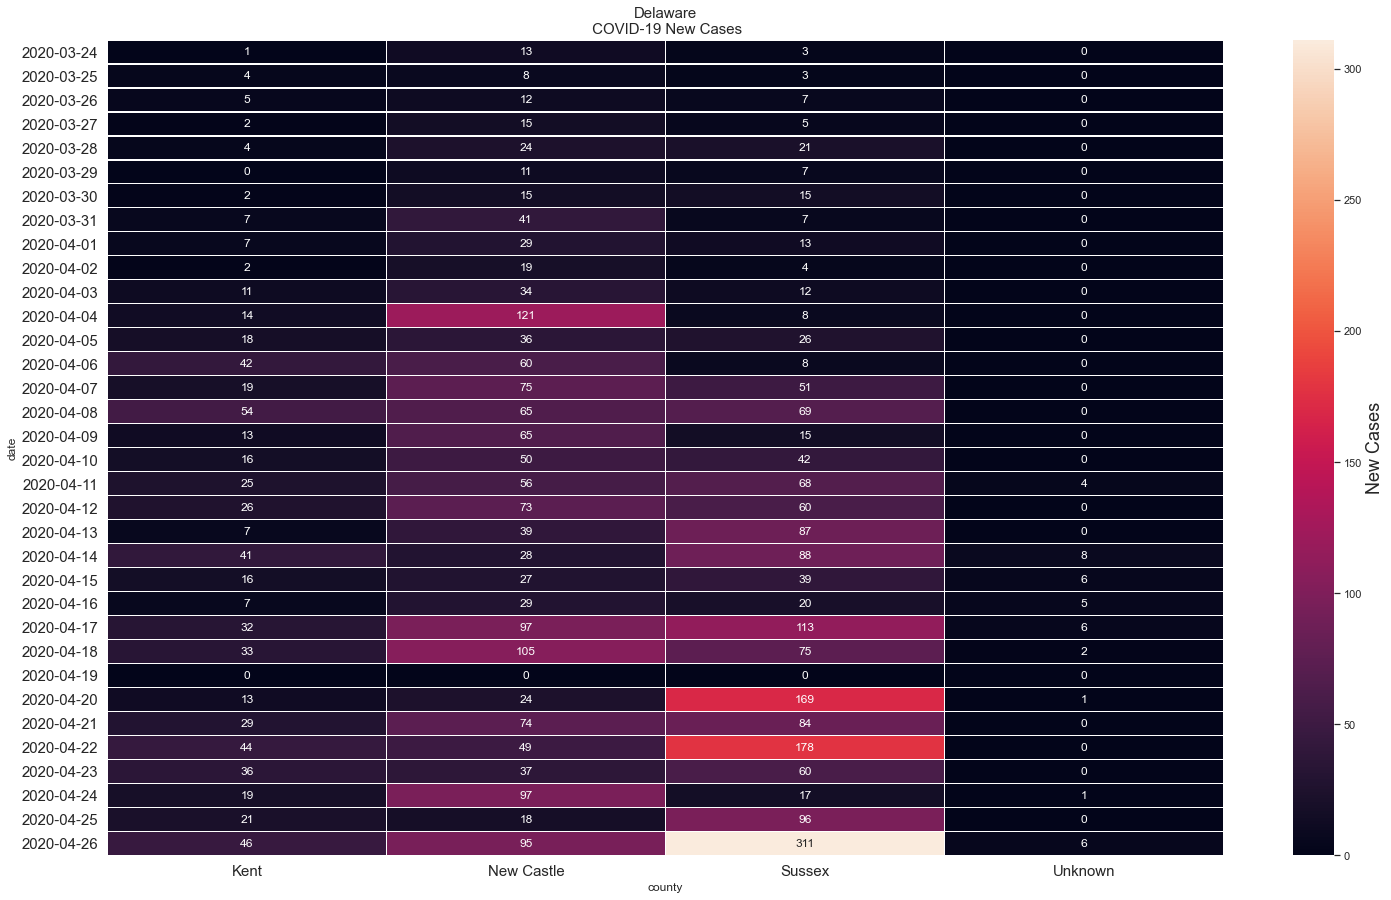 Delaware
COVID-19 New Cases
2020-03-24 1 13 3 0
2020-03-25 4 8 3 0
2020-03-26 5 12 7 0
2020-03-27 2 15 5 0
2020-03-28 4 24 21 0
2020-03-29 0 11 7 0
2020-03-30 2 15 15 0
2020-03-31 7 41 7 0
2020-04-01 7 29 13 0
2020-04-02 2 19 4 0
2020-04-03 11 34 12 0
2020-04-04 14 121 8 0
2020-04-05 18 36 26 0
2020-04-06 42 60 8 0
2020-04-07 19 75 51 0
2020-04-08 54 65 69 0
2020-04-09 13 65 15 0
2020-04-10 16 50 42 0
2020-04-11 25 56 68 4
2020-04-12 26 73 60 0
2020-04-13 7 39 87 0
2020-04-14 41 28 88 8
2020-04-15 16 27 39 6
2020-04-16 7 29 20 5
2020-04-17 32 97 113 6
2020-04-18 33 105 75 2
2020-04-19 0 0 0 0
2020-04-20 13 24 169 1
2020-04-21 29 74 84 0
2020-04-22 44 49 178 0
2020-04-23 36 37 60 0
2020-04-24 19 97 17 1
2020-04-25 21 18 96 0
2020-04-26 46 95 311 6
Kent New Castle Sussex Unknown
county
date
300
250
200
150
100
50
0
New Cases